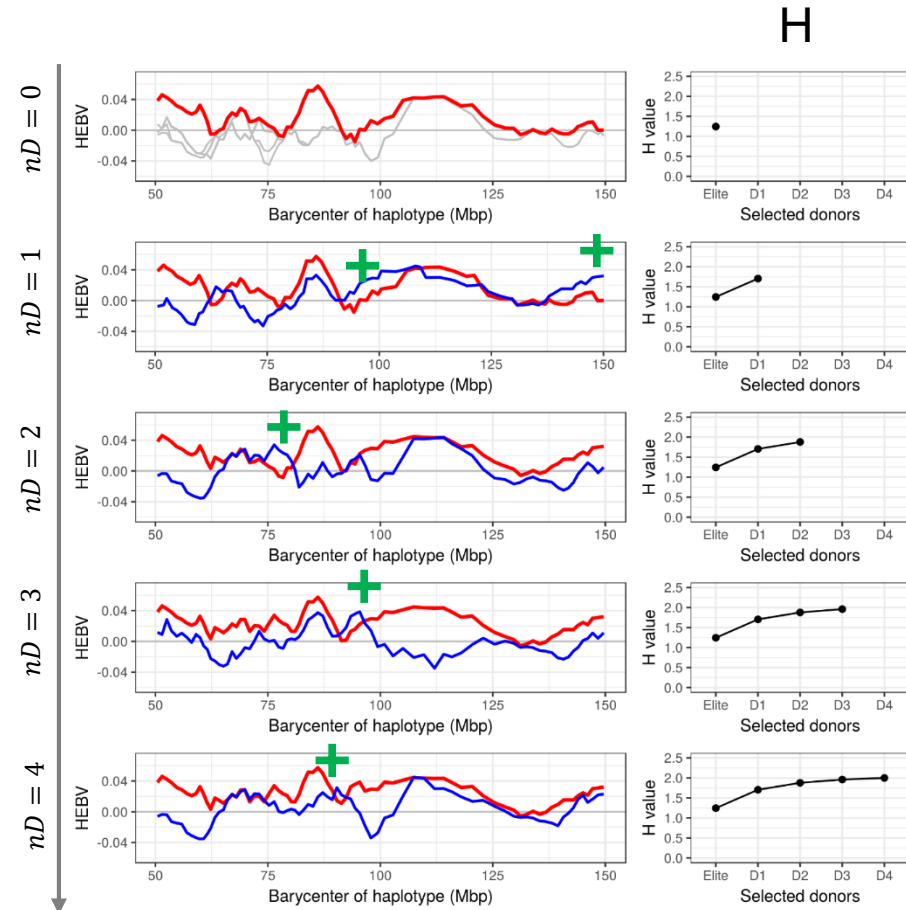 H
nD = 0
HEBV
0.04
0.00
-0.04
50
75
100
125
150
Barycenter of haplotype (Mbp)
H value
2.5
2.0
1.5
1.0
0.5
0.0
Elite
D1
D2
D3
D4
Selected donors
nD = 1
HEBV
0.04
0.00
-0.04
50
75
100
125
150
Barycenter of haplotype (Mbp)
H value
2.5
2.0
1.5
1.0
0.5
0.0
Elite
D1
D2
D3
D4
Selected donors
nD = 2
HEBV
0.04
0.00
-0.04
50
75
100
125
150
Barycenter of haplotype (Mbp)
H value
2.5
2.0
1.5
1.0
0.5
0.0
Elite
D1
D2
D3
D4
Selected donors
nD = 3
HEBV
0.04
0.00
-0.04
50
75
100
125
150
Barycenter of haplotype (Mbp)
H value
2.5
2.0
1.5
1.0
0.5
0.0
Elite
D1
D2
D3
D4
Selected donors
nD = 4
HEBV
0.04
0.00
-0.04
50
75
100
125
150
Barycenter of haplotype (Mbp)
H value
2.5
2.0
1.5
1.0
0.5
0.0
Elite
D1
D2
D3
D4
Selected donors